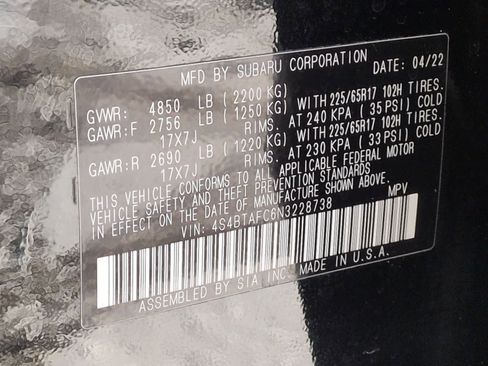 MFD BY SUBARU CORPORATION DATE: 04/22
GVWR: 4850 LB (2200 KG)
GAWR:F 2756 LB (1250 KG) WITH 225/65R17 102H TIRES.
17X7J RIMS. AT 240 KPA (35 PSI) COLD
GAWR:R 2690 LB (1220 KG) WITH 225/65R17 102H TIRES.
17X7J RIMS. AT 230 KPA (33 PSI) COLD
THIS VEHICLE CONFORMS TO ALL APPLICABLE FEDERAL MOTOR
VEHICLE SAFETY AND THEFT PREVENTION STANDARDS
IN EFFECT ON THE DATE OF MANUFACTURE SHOWN ABOVE.
VIN: 4S4BTAFC6N3228738 MPV
ASSEMBLED BY SIA,INC. MADE IN U.S.A.